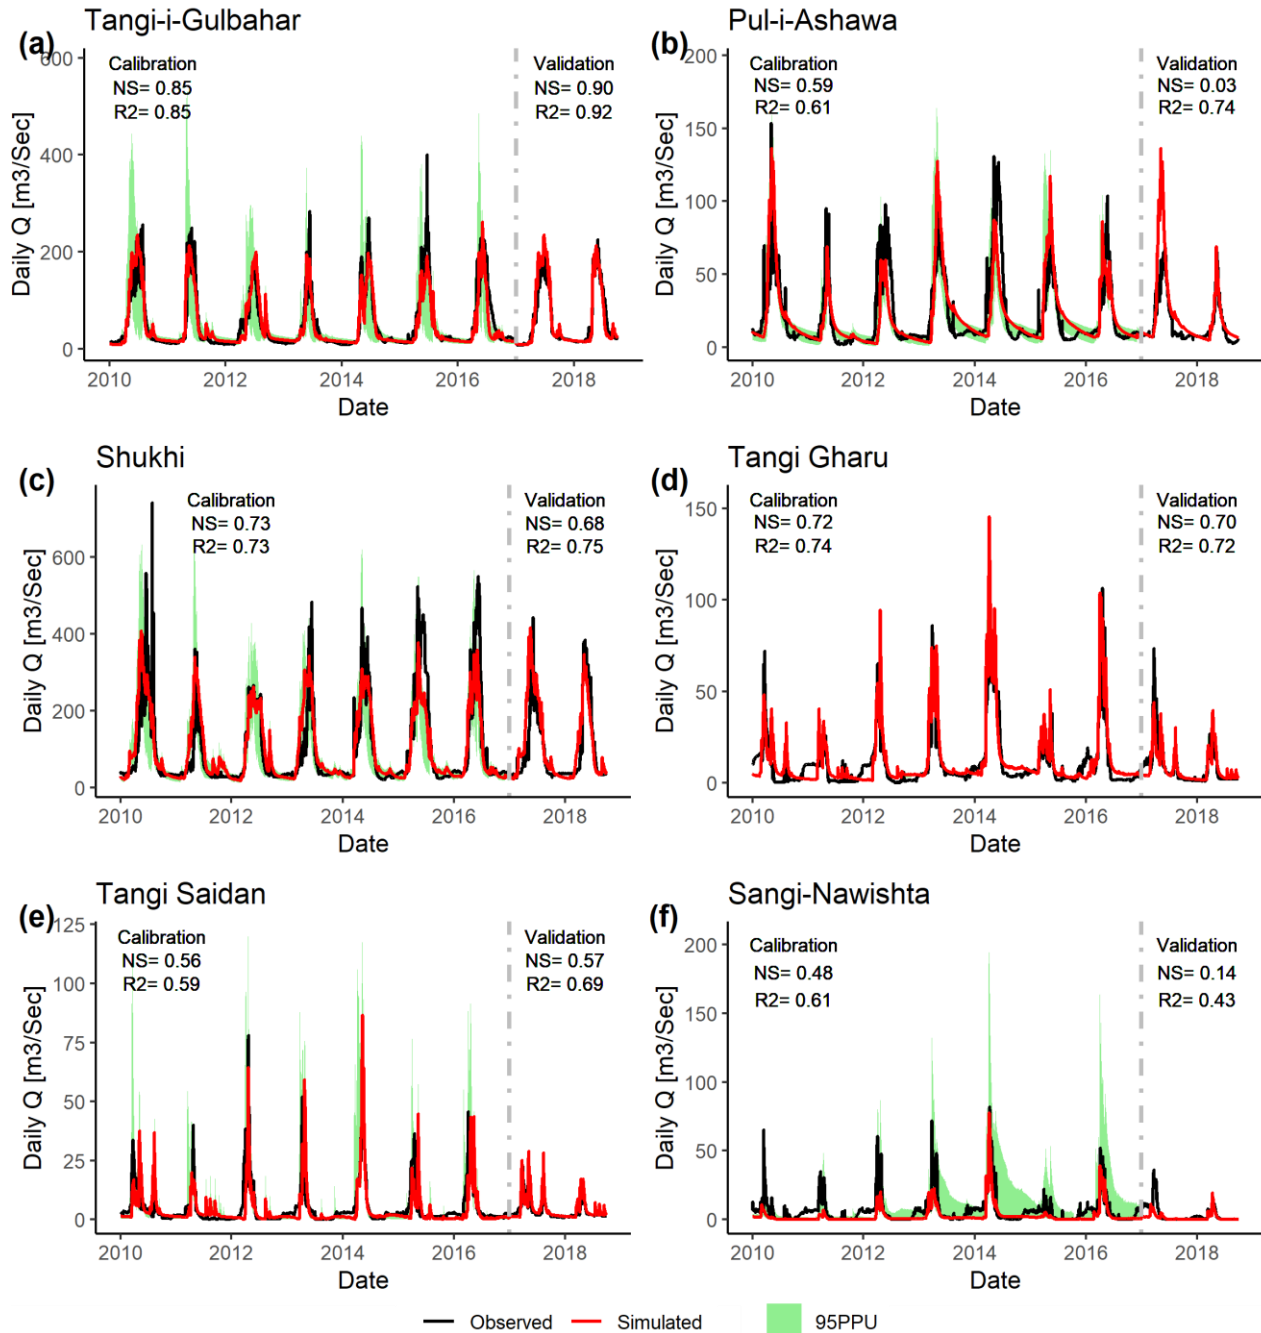 Tangi-i-Gulbahar
(a)
Calibration
NS= 0.85
R2= 0.85
Validation
NS= 0.90
R2= 0.92
Daily Q [m3/Sec]
600
400
200
0
2010 2012 2014 2016 2018
Date
Pul-i-Ashawa
(b)
Calibration
NS= 0.59
R2= 0.61
Validation
NS= 0.03
R2= 0.74
Daily Q [m3/Sec]
200
150
100
50
0
2010 2012 2014 2016 2018
Date
Shukhi
(c)
Calibration
NS= 0.73
R2= 0.73
Validation
NS= 0.68
R2= 0.75
Daily Q [m3/Sec]
600
400
200
0
2010 2012 2014 2016 2018
Date
Tangi Gharu
(d)
Calibration
NS= 0.72
R2= 0.74
Validation
NS= 0.70
R2= 0.72
Daily Q [m3/Sec]
150
100
50
0
2010 2012 2014 2016 2018
Date
Tangi Saidan
(e)
Calibration
NS= 0.56
R2= 0.59
Validation
NS= 0.57
R2= 0.69
Daily Q [m3/Sec]
125
100
75
50
25
0
2010 2012 2014 2016 2018
Date
Sangi-Nawishta
(f)
Calibration
NS= 0.48
R2= 0.61
Validation
NS= 0.14
R2= 0.43
Daily Q [m3/Sec]
200
150
100
50
0
2010 2012 2014 2016 2018
Date
Observed Simulated 95PPU